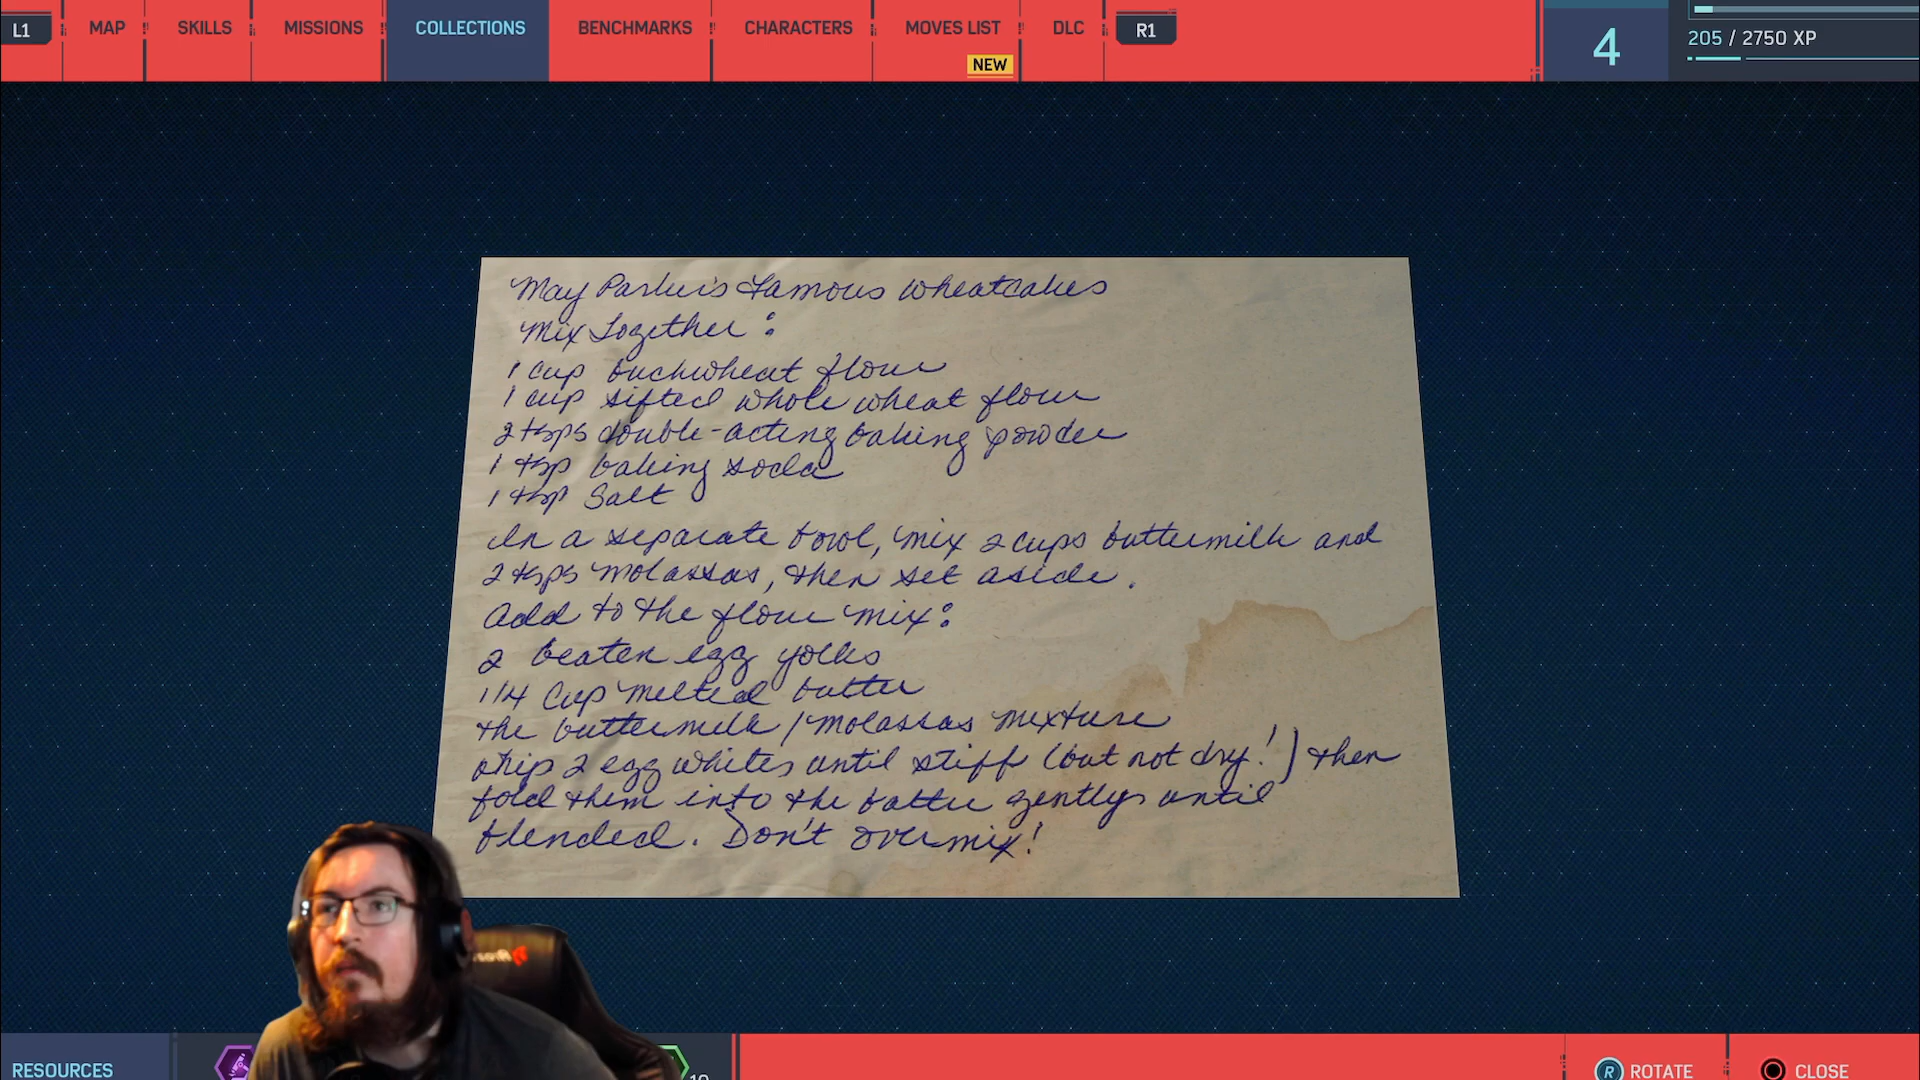 L1
MAP
SKILLS
MISSIONS
COLLECTIONS
BENCHMARKS
CHARACTERS
MOVES LIST
NEW
DLC
R1
4
205 / 2750 XP
May Parker's Famous Wheatcakes
Mix Together:
1 cup buckwheat flour
1 cup sifted whole wheat flour
2 tsps double-acting baking powder
1 tsp baking soda
1 tsp Salt
In a separate bowl, mix 2 cups buttermilk and
2 tsps molassas, then set aside.
Add to the flour mix:
2 beaten egg yolks
1/4 Cup melted butter
the buttermilk / molassas mixture
whip 2 egg whites until stiff (but not dry!) then
fold them into the batter gently until
blended. Don't overmix!
RESOURCES
10
R ROTATE
CLOSE